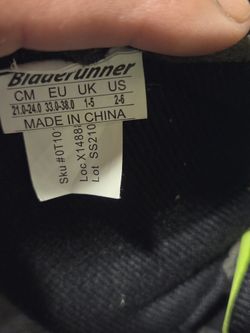 Bladerunner
CM EU UK US
21.0-24.0 33.0-38.0 1-5 2-6
MADE IN CHINA
Sku #0T101
Loc X1488
Lot SS210